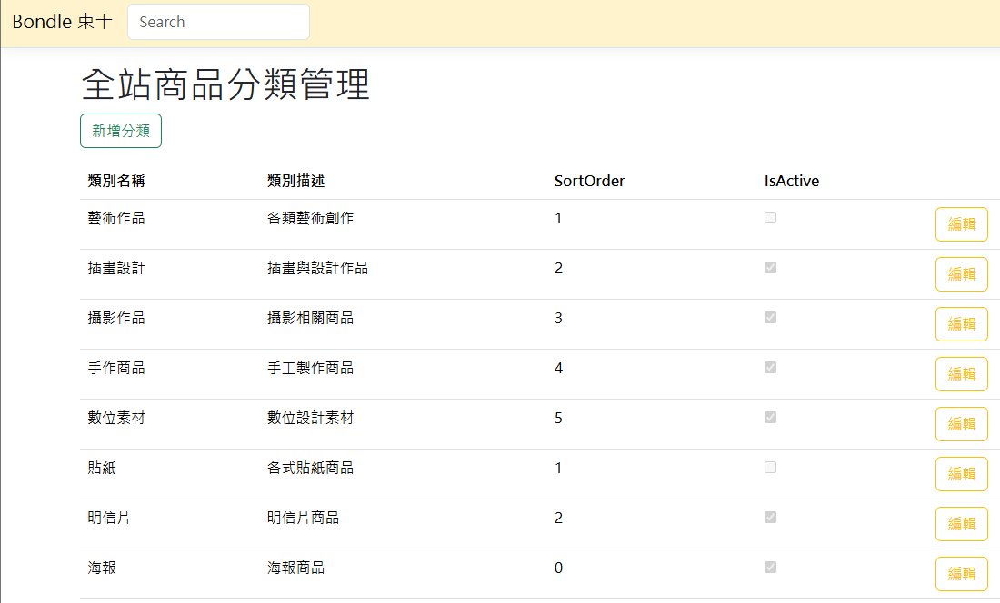 Bondle 束十 Search
全站商品分類管理
新增分類
類別名稱 類別描述 SortOrder IsActive
藝術作品 各類藝術創作 1 編輯
插畫設計 插畫與設計作品 2 編輯
攝影作品 攝影相關商品 3 編輯
手作商品 手工製作商品 4 編輯
數位素材 數位設計素材 5 編輯
貼紙 各式貼紙商品 1 編輯
明信片 明信片商品 2 編輯
海報 海報商品 0 編輯